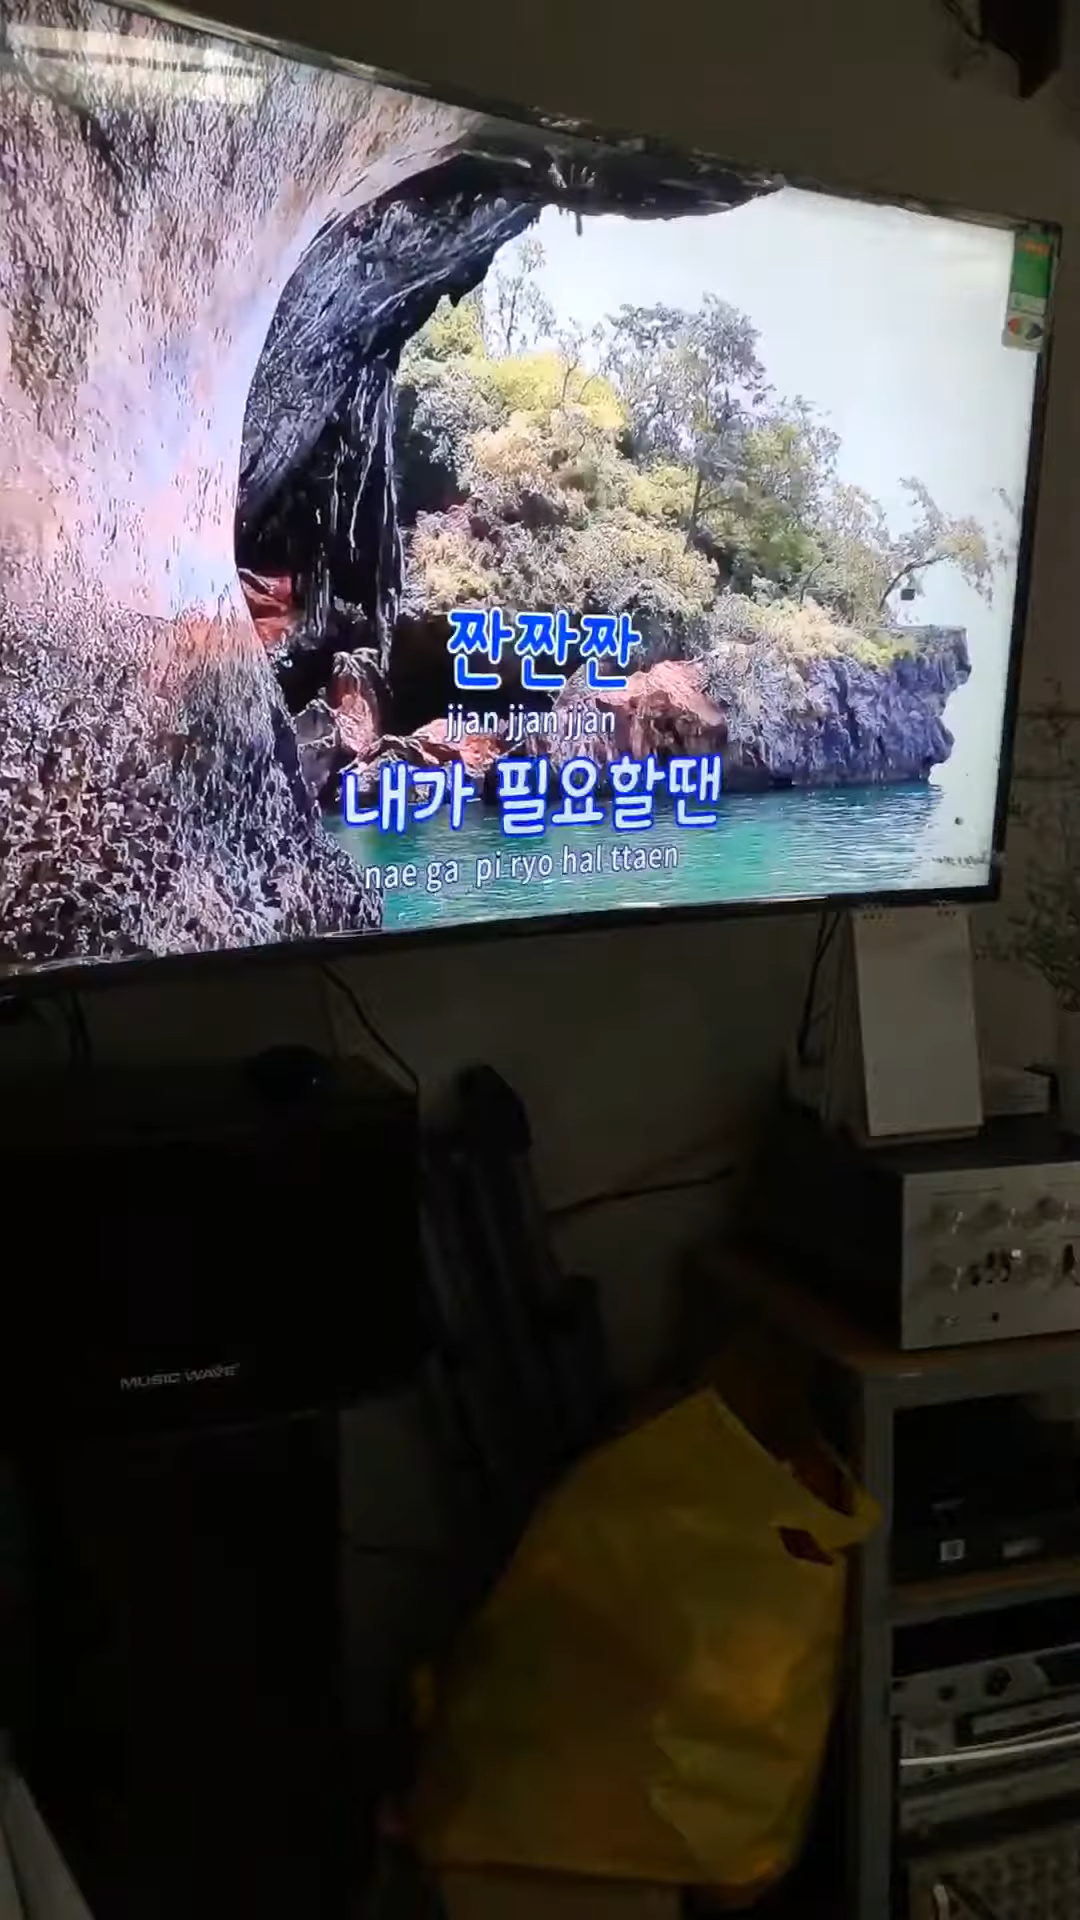 짠짠짠
jjan jjan jjan
내가 필요할땐
nae ga pi ryo hal ttaen
MUSIC WAVE